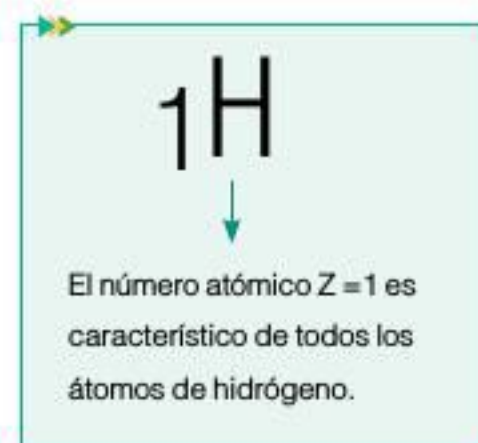 ₁H
El número atómico Z = 1 es
característico de todos los
átomos de hidrógeno.